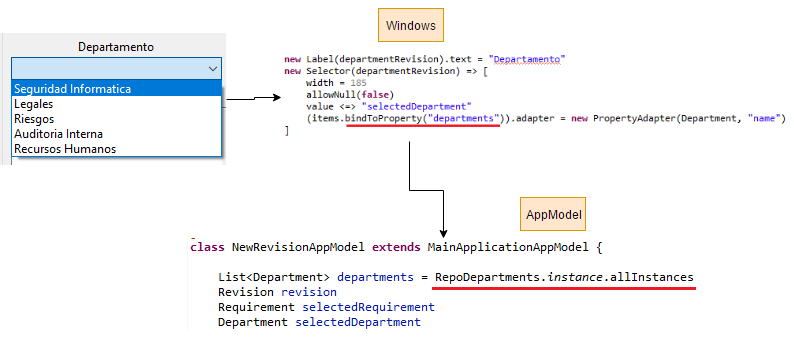 Windows
Departamento
Seguridad Informatica
Legales
Riesgos
Auditoria Interna
Recursos Humanos
new Label(departmentRevision).text = "Departamento"
new Selector(departmentRevision) => [
width = 185
allowNull(false)
value <=> "selectedDepartment"
(items.bindToProperty("departments")).adapter = new PropertyAdapter(Department, "name")
]
AppModel
class NewRevisionAppModel extends MainApplicationAppModel {
List<Department> departments = RepoDepartments.instance.allInstances
Revision revision
Requirement selectedRequirement
Department selectedDepartment